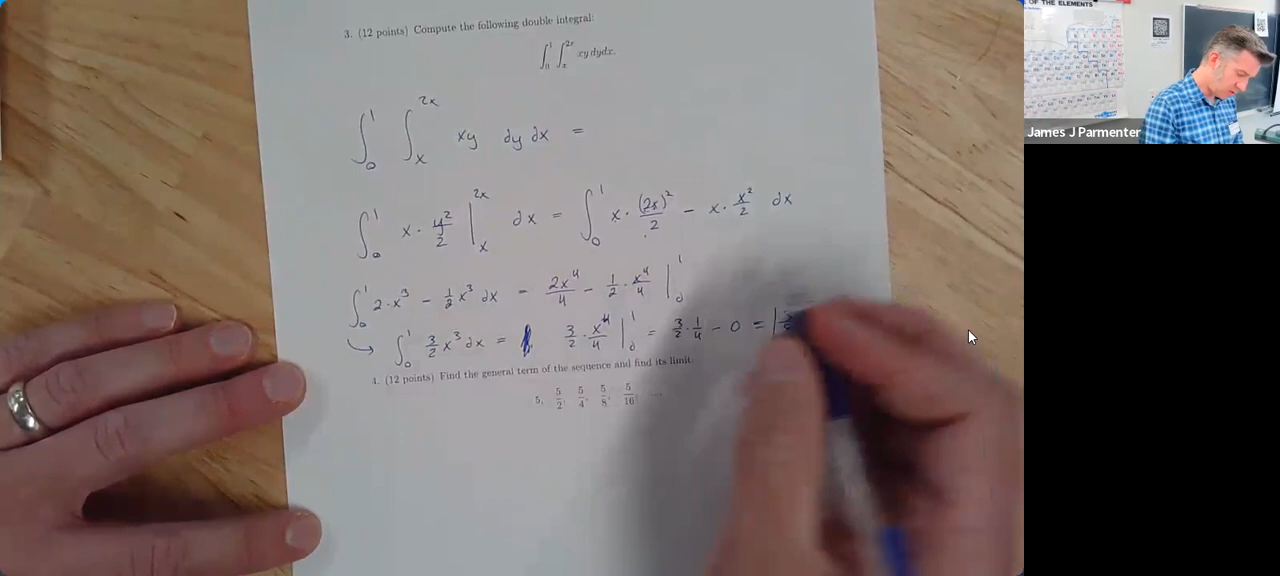 3. (12 points) Compute the following double integral:
∫₀¹ ∫ₓ²ˣ xy dydx.
∫₀¹ ∫ₓ²ˣ xy dy dx =
∫₀¹ x · y²/2 |ₓ²ˣ dx = ∫₀¹ x · (2x)²/2 − x · x²/2 dx
∫₀¹ 2·x³ − 1/2 x³ dx = 2x⁴/4 − 1/2 · x⁴/4 |₀¹
↳ ∫₀¹ 3/2 x³ dx = 3/2 · x⁴/4 |₀¹ = 3/2 · 1/4 − 0 =
4. (12 points) Find the general term of the sequence and find its limit.
5, 5/2, 5/4, 5/8, 5/16, ...
OF THE ELEMENTS
James J Parmenter